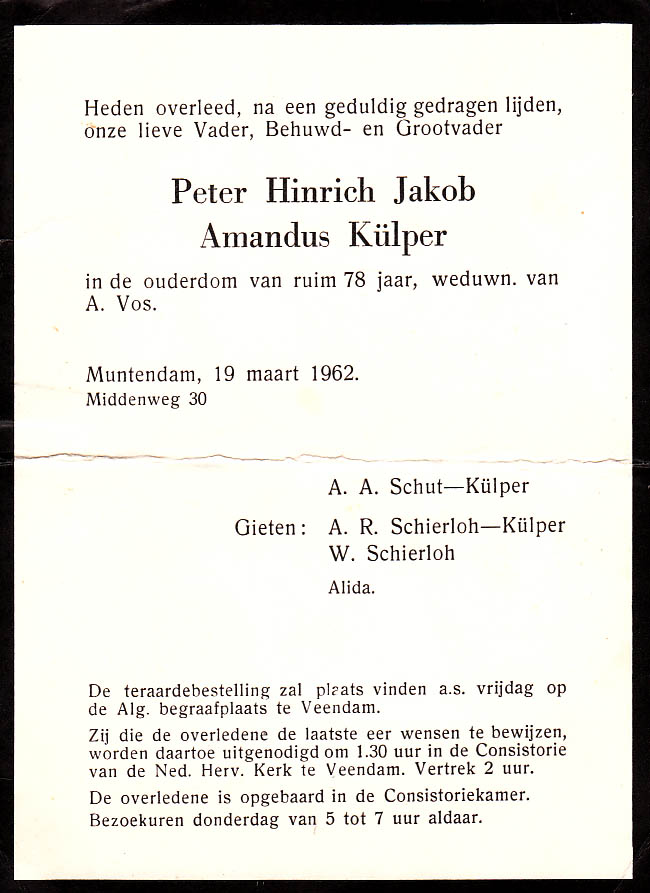 Heden overleed, na een geduldig gedragen lijden,
onze lieve Vader, Behuwd- en Grootvader
Peter Hinrich Jakob
Amandus Külper
in de ouderdom van ruim 78 jaar, weduwn. van
A. Vos.
Muntendam, 19 maart 1962.
Middenweg 30
A. A. Schut—Külper
Gieten: A. R. Schierloh—Külper
W. Schierloh
Alida.
De teraardebestelling zal plaats vinden a.s. vrijdag op
de Alg. begraafplaats te Veendam.
Zij die de overledene de laatste eer wensen te bewijzen,
worden daartoe uitgenodigd om 1.30 uur in de Consistorie
van de Ned. Herv. Kerk te Veendam. Vertrek 2 uur.
De overledene is opgebaard in de Consistoriekamer.
Bezoekuren donderdag van 5 tot 7 uur aldaar.